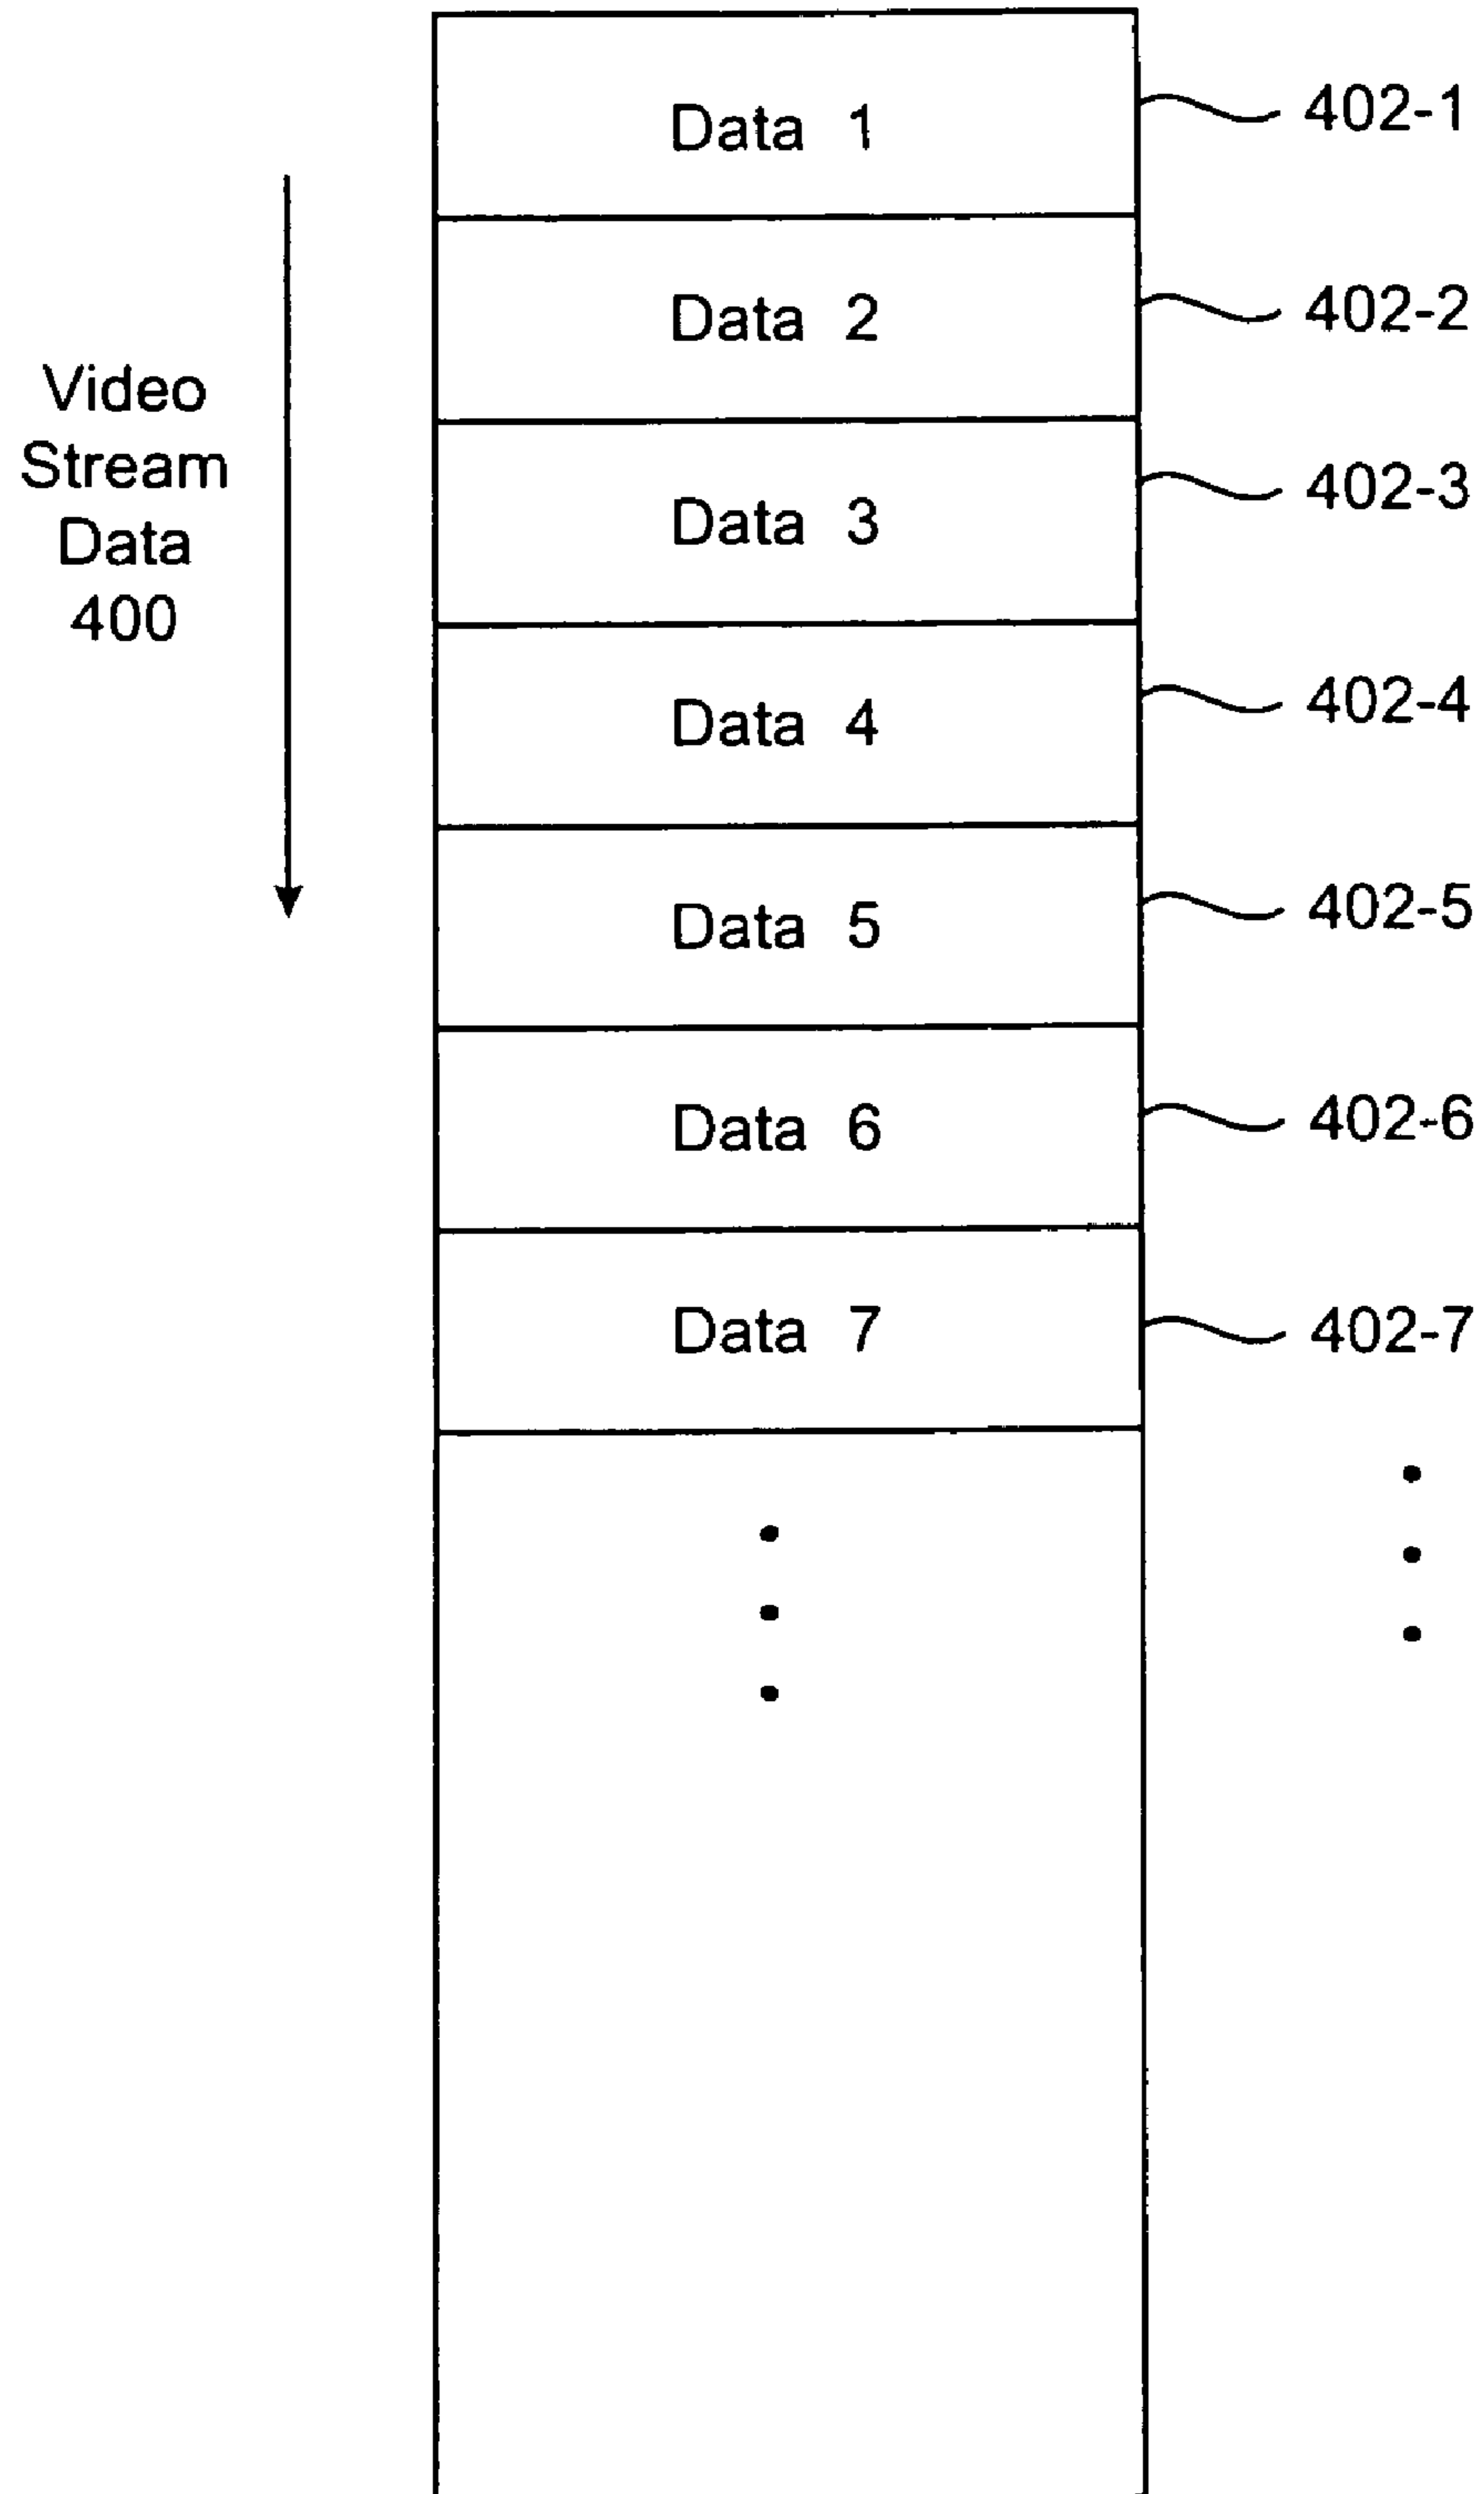 Data 1
402-1
Data 2
402-2
Video
Stream
Data
400
Data 3
402-3
Data 4
402-4
Data 5
402-5
Data 6
402-6
Data 7
402-7